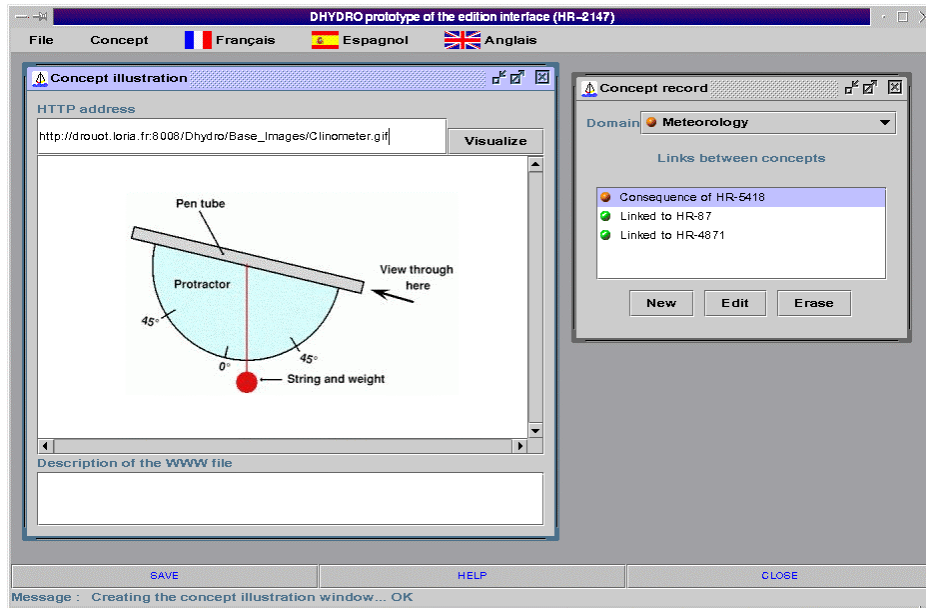 DHYDRO prototype of the edition interface (HR-2147)
File Concept Français Espagnol Anglais
Concept illustration
HTTP address
http://drouot.loria.fr:8008/Dhydro/Base_Images/Clinometer.gif
Visualize
Pen tube
View through
here
Protractor
45°
0°
45°
String and weight
Description of the WWW file
Concept record
Domain Meteorology
Links between concepts
Consequence of HR-5418
Linked to HR-87
Linked to HR-4871
New Edit Erase
SAVE HELP CLOSE
Message : Creating the concept illustration window... OK